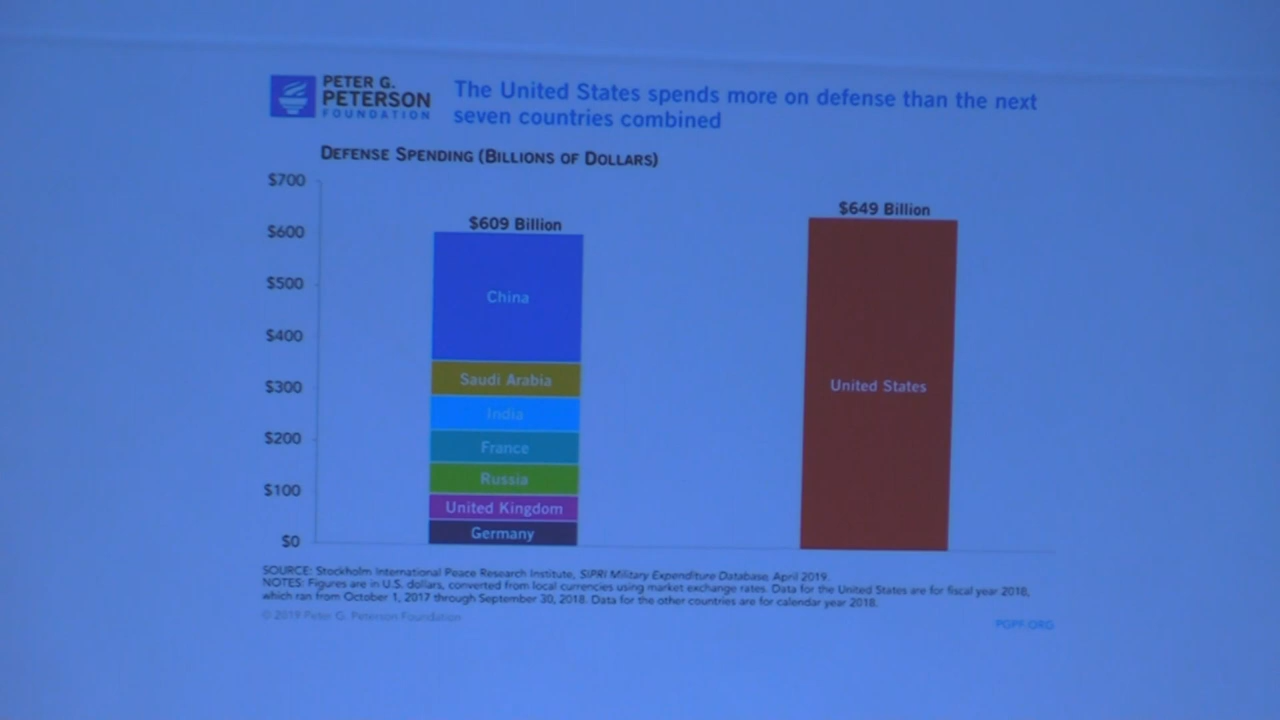 PETER G.
PETERSON
FOUNDATION
The United States spends more on defense than the next
seven countries combined
DEFENSE SPENDING (BILLIONS OF DOLLARS)
$700
$600
$500
$400
$300
$200
$100
$0
$609 Billion
China
Saudi Arabia
India
France
Russia
United Kingdom
Germany
$649 Billion
United States
SOURCE: Stockholm International Peace Research Institute, SIPRI Military Expenditure Database, April 2019.
NOTES: Figures are in U.S. dollars, converted from local currencies using market exchange rates. Data for the United States are for fiscal year 2018,
which ran from October 1, 2017 through September 30, 2018. Data for the other countries are for calendar year 2018.
© 2019 Peter G. Peterson Foundation
PGPF.ORG